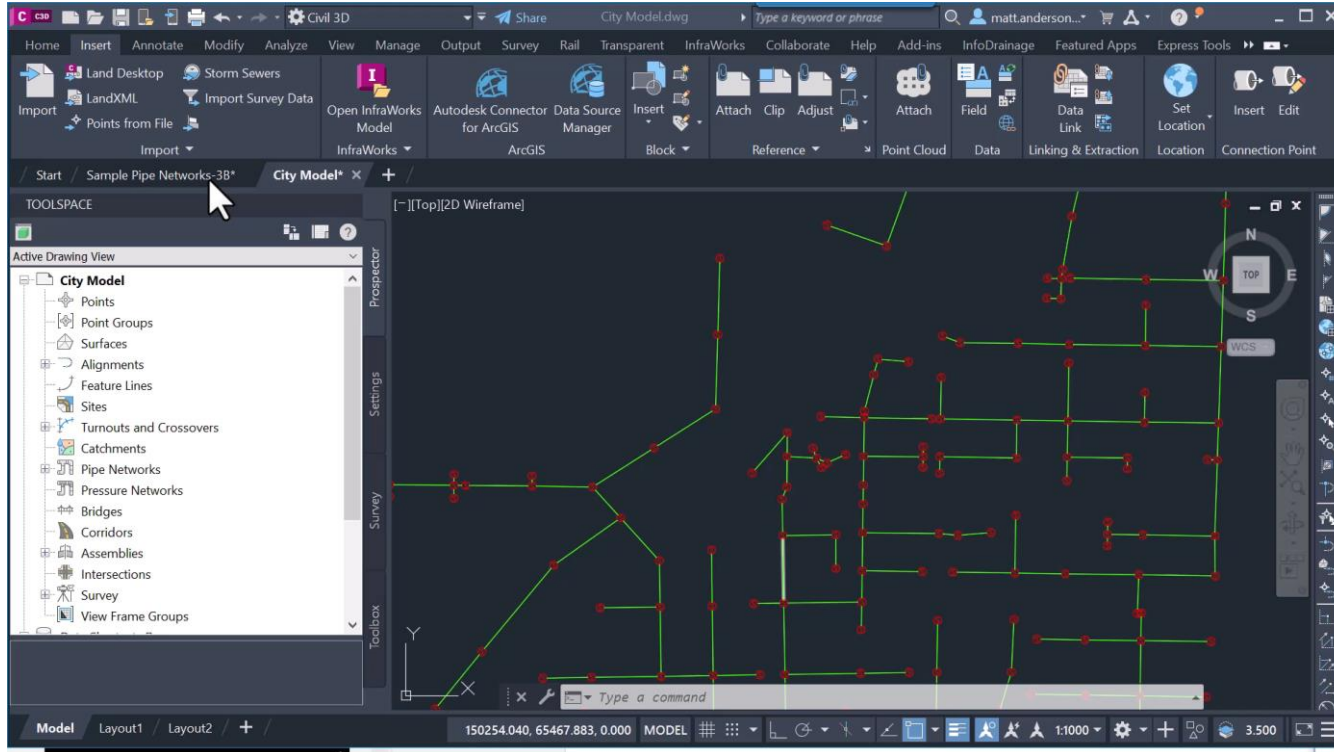 C C3D Civil 3D Share City Model.dwg Type a keyword or phrase matt.anderson...
Home Insert Annotate Modify Analyze View Manage Output Survey Rail Transparent InfraWorks Collaborate Help Add-ins InfoDrainage Featured Apps Express Tools
Land Desktop Storm Sewers
LandXML Import Survey Data
Points from File
Import
Open InfraWorks Model
Autodesk Connector for ArcGIS
Data Source Manager
Insert
Attach Clip Adjust
Attach
Field
Data Link
Set Location
Insert Edit
Import InfraWorks ArcGIS Block Reference Point Cloud Data Linking & Extraction Location Connection Point
Start Sample Pipe Networks-3B* City Model*
TOOLSPACE
[−][Top][2D Wireframe]
Active Drawing View
City Model
Points
Point Groups
Surfaces
Alignments
Feature Lines
Sites
Turnouts and Crossovers
Catchments
Pipe Networks
Pressure Networks
Bridges
Corridors
Assemblies
Intersections
Survey
View Frame Groups
Prospector
Settings
Survey
Toolbox
N
W TOP E
S
WCS
Y
X
Type a command
Model Layout1 Layout2 +
150254.040, 65467.883, 0.000 MODEL 1:1000 3.500